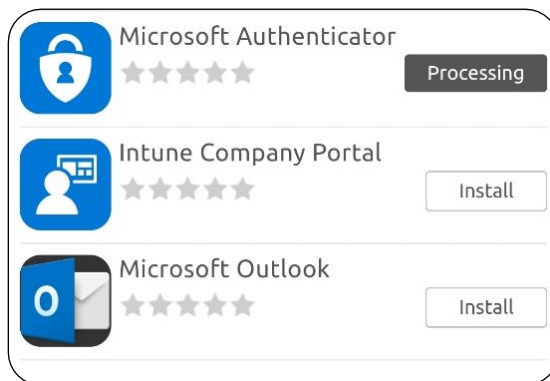 Microsoft Authenticator
Processing
Intune Company Portal
Install
Microsoft Outlook
O
Install